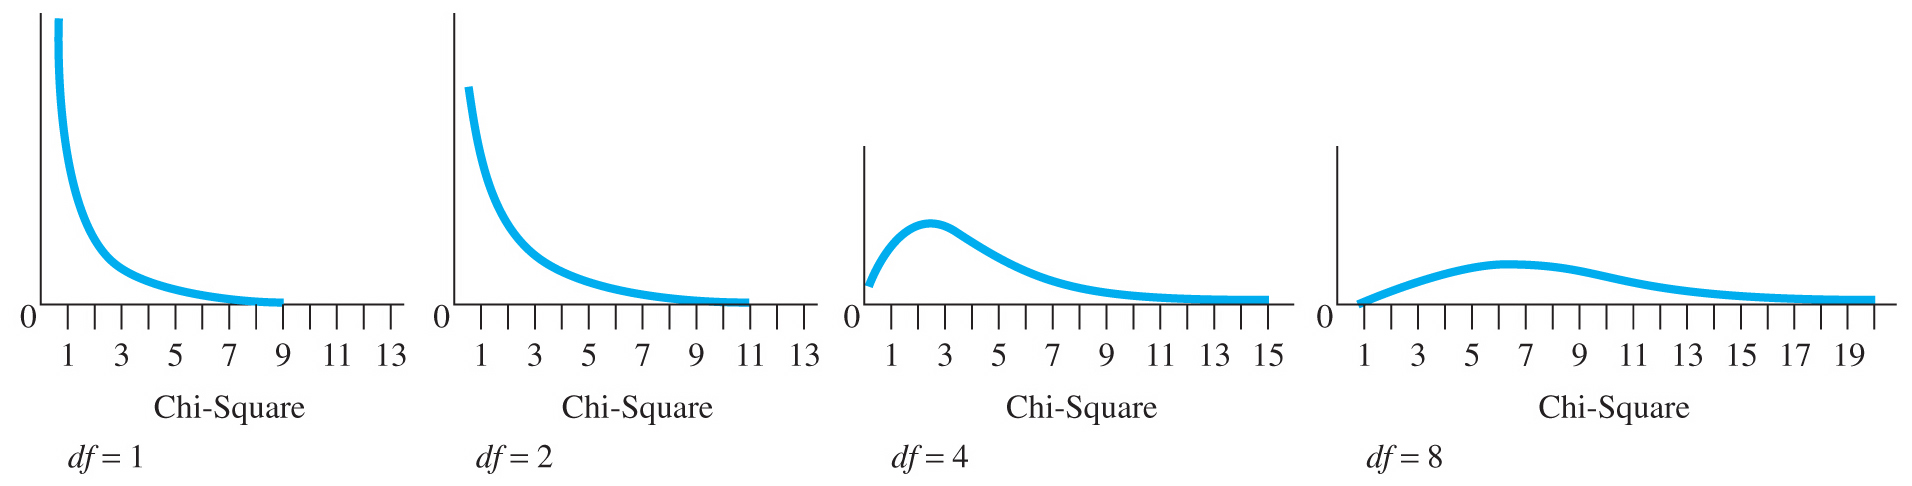 0
1 3 5 7 9 11 13
Chi-Square
df = 1
0
1 3 5 7 9 11 13
Chi-Square
df = 2
0
1 3 5 7 9 11 13 15
Chi-Square
df = 4
0
1 3 5 7 9 11 13 15 17 19
Chi-Square
df = 8